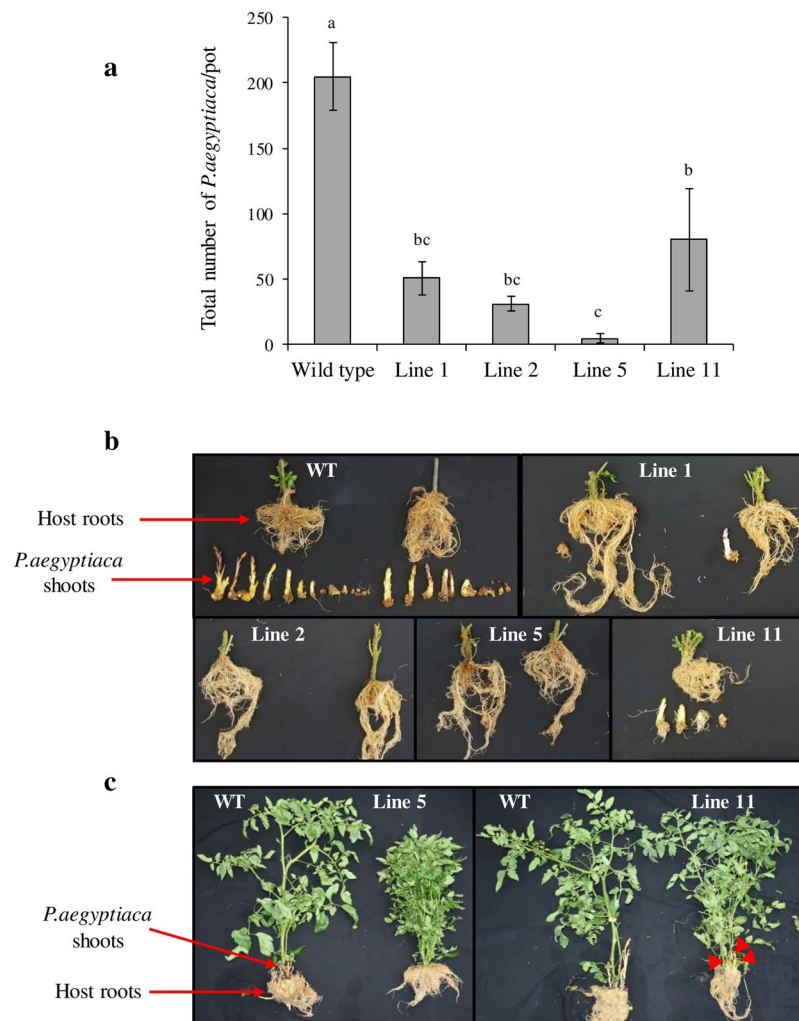 a
Total number of P.aegyptiaca/pot
250
200
150
100
50
0
a
bc
bc
c
b
Wild type Line 1 Line 2 Line 5 Line 11
b
WT
Line 1
Host roots
P.aegyptiaca
shoots
Line 2
Line 5
Line 11
c
WT
Line 5
WT
Line 11
P.aegyptiaca
shoots
Host roots